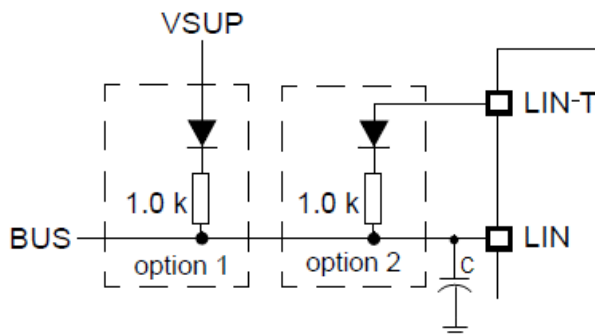 VSUP
LIN-T
1.0 k
1.0 k
BUS
LIN
option 1
option 2
C